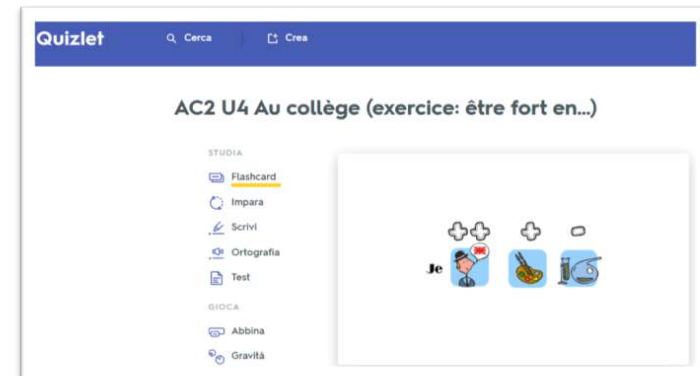 Quizlet
Cerca
Crea
AC2 U4 Au collège (exercice: être fort en...)
STUDIA
Flashcard
Impara
Scrivi
Ortografia
Test
GIOCA
Abbina
Gravità
++ + -
Je